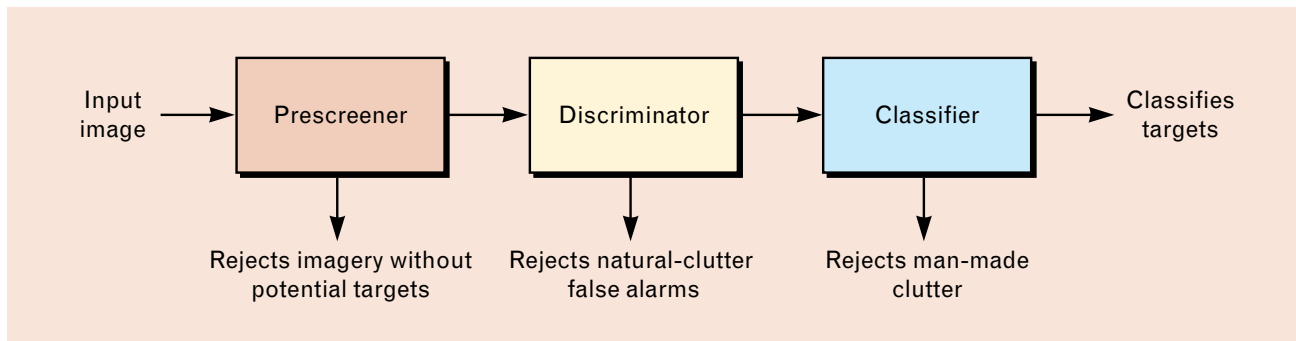 Input
image
Prescreener
Discriminator
Classifier
Classifies
targets
Rejects imagery without
potential targets
Rejects natural-clutter
false alarms
Rejects man-made
clutter